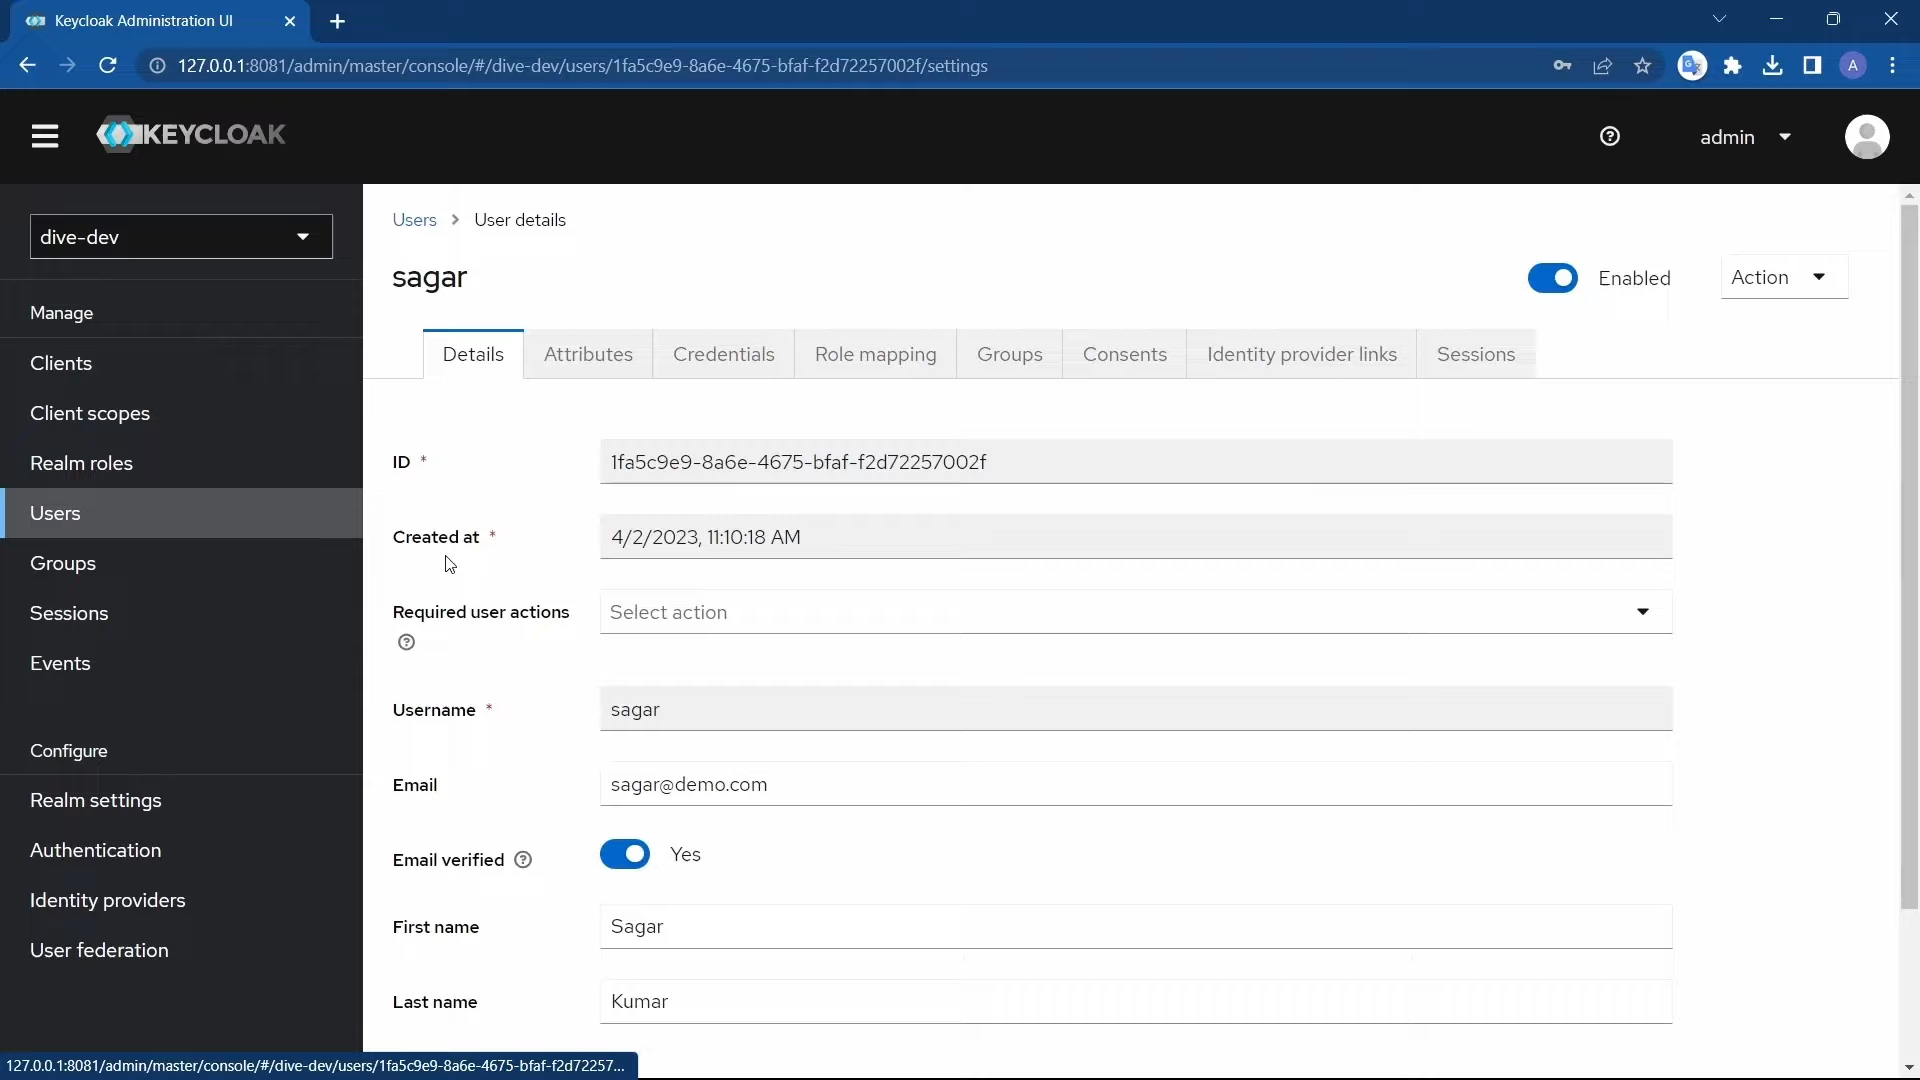 Keycloak Administration UI
127.0.0.1:8081/admin/master/console/#/dive-dev/users/1fa5c9e9-8a6e-4675-bfaf-f2d72257002f/settings
A
KEYCLOAK
admin
dive-dev
Manage
Clients
Client scopes
Realm roles
Users
Groups
Sessions
Events
Configure
Realm settings
Authentication
Identity providers
User federation
Users > User details
sagar
Enabled
Action
Details Attributes Credentials Role mapping Groups Consents Identity provider links Sessions
ID * 1fa5c9e9-8a6e-4675-bfaf-f2d72257002f
Created at * 4/2/2023, 11:10:18 AM
Required user actions Select action
Username * sagar
Email sagar@demo.com
Email verified Yes
First name Sagar
Last name Kumar
127.0.0.1:8081/admin/master/console/#/dive-dev/users/1fa5c9e9-8a6e-4675-bfaf-f2d72257...